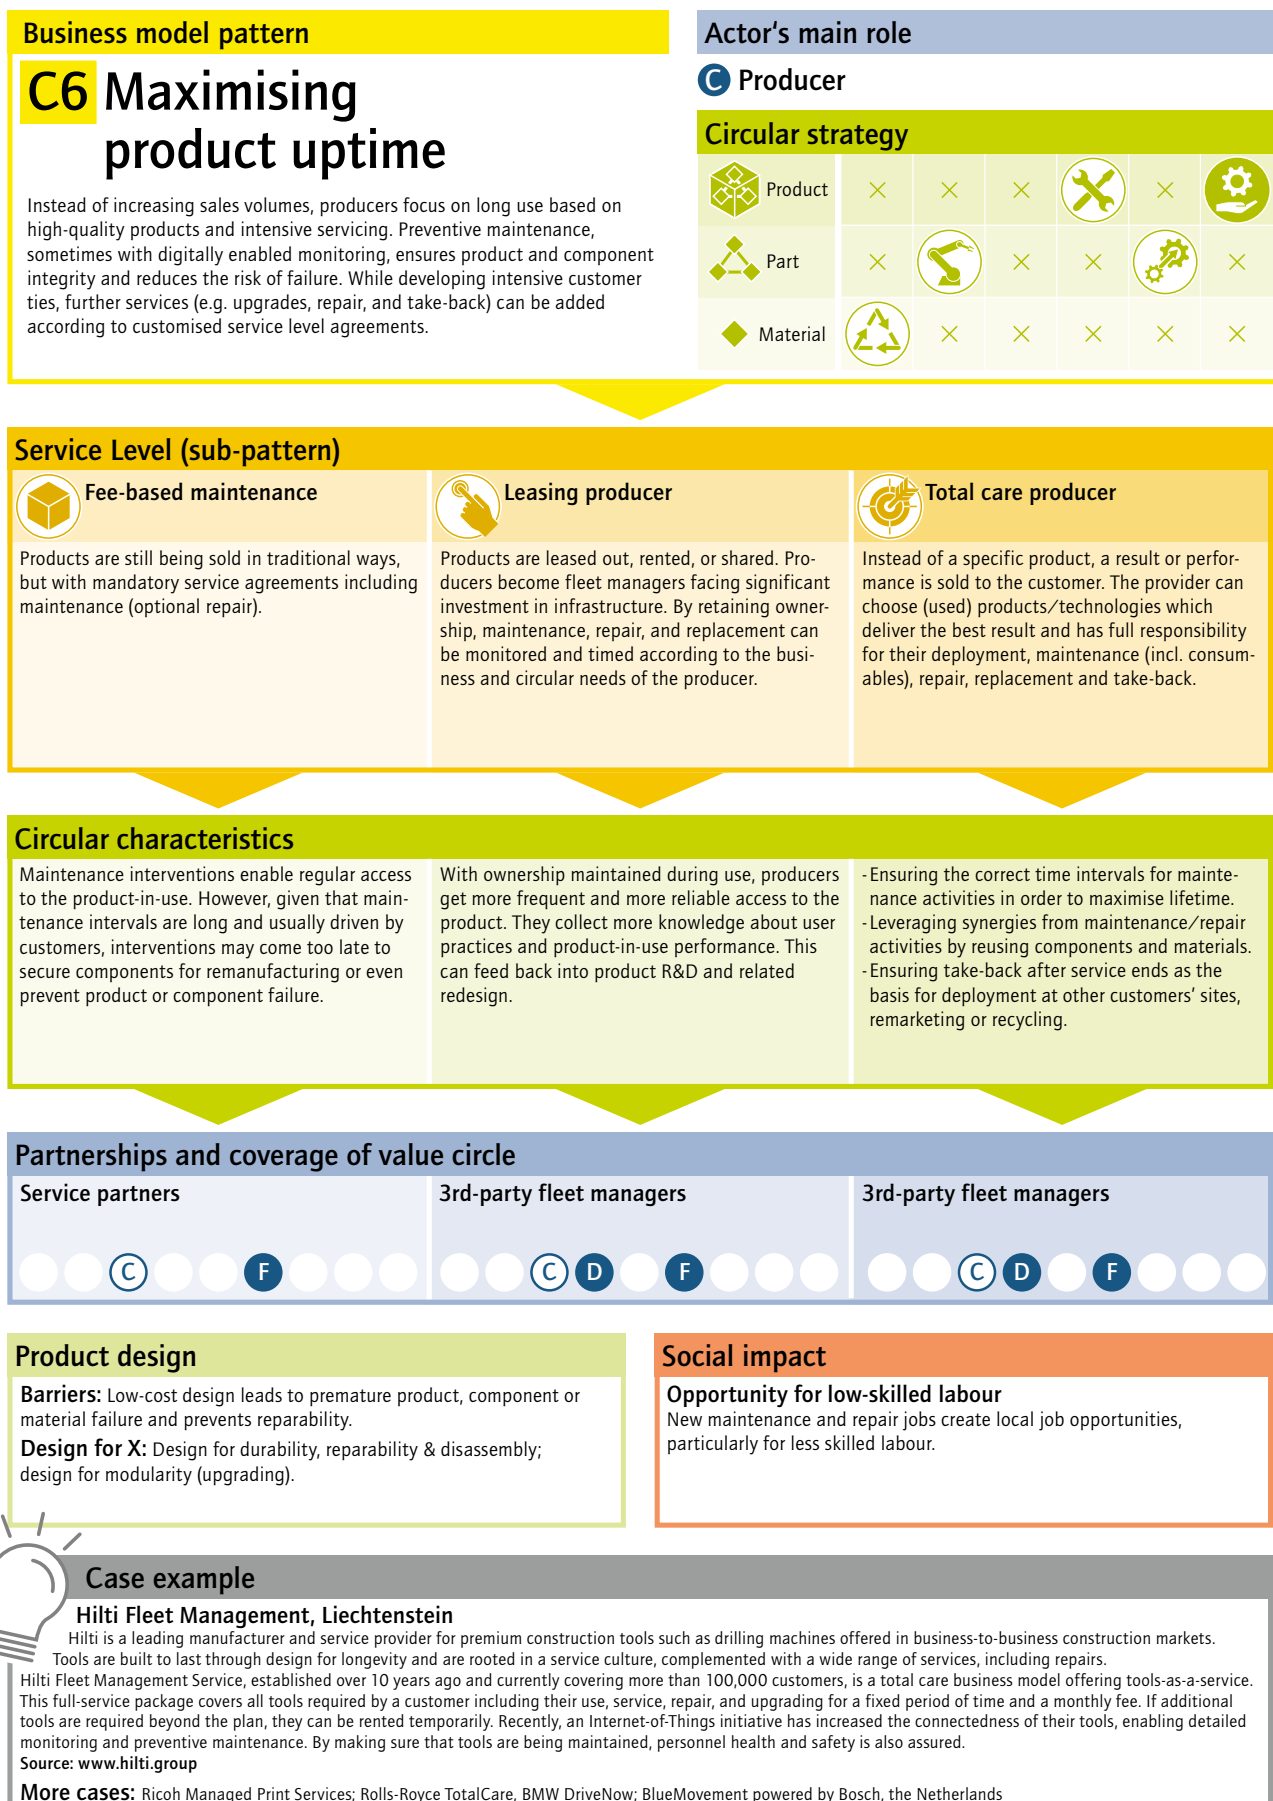 Business model pattern
C6 Maximising
product uptime
Instead of increasing sales volumes, producers focus on long use based on
high-quality products and intensive servicing. Preventive maintenance,
sometimes with digitally enabled monitoring, ensures product and component
integrity and reduces the risk of failure. While developing intensive customer
ties, further services (e.g. upgrades, repair, and take-back) can be added
according to customised service level agreements.
Actor‘s main role
C Producer
Circular strategy
Product
Part
Material
Service Level (sub-pattern)
Fee-based maintenance
Products are still being sold in traditional ways,
but with mandatory service agreements including
maintenance (optional repair).
Leasing producer
Products are leased out, rented, or shared. Pro-
ducers become fleet managers facing significant
investment in infrastructure. By retaining owner-
ship, maintenance, repair, and replacement can
be monitored and timed according to the busi-
ness and circular needs of the producer.
Total care producer
Instead of a specific product, a result or perfor-
mance is sold to the customer. The provider can
choose (used) products/technologies which
deliver the best result and has full responsibility
for their deployment, maintenance (incl. consum-
ables), repair, replacement and take-back.
Circular characteristics
Maintenance interventions enable regular access
to the product-in-use. However, given that main-
tenance intervals are long and usually driven by
customers, interventions may come too late to
secure components for remanufacturing or even
prevent product or component failure.
With ownership maintained during use, producers
get more frequent and more reliable access to the
product. They collect more knowledge about user
practices and product-in-use performance. This
can feed back into product R&D and related
redesign.
- Ensuring the correct time intervals for mainte-
nance activities in order to maximise lifetime.
- Leveraging synergies from maintenance/repair
activities by reusing components and materials.
- Ensuring take-back after service ends as the
basis for deployment at other customers’ sites,
remarketing or recycling.
Partnerships and coverage of value circle
Service partners
C F
3rd-party fleet managers
C D F
3rd-party fleet managers
C D F
Product design
Barriers: Low-cost design leads to premature product, component or
material failure and prevents reparability.
Design for X: Design for durability, reparability & disassembly;
design for modularity (upgrading).
Social impact
Opportunity for low-skilled labour
New maintenance and repair jobs create local job opportunities,
particularly for less skilled labour.
Case example
Hilti Fleet Management, Liechtenstein
Hilti is a leading manufacturer and service provider for premium construction tools such as drilling machines offered in business-to-business construction markets.
Tools are built to last through design for longevity and are rooted in a service culture, complemented with a wide range of services, including repairs.
Hilti Fleet Management Service, established over 10 years ago and currently covering more than 100,000 customers, is a total care business model offering tools-as-a-service.
This full-service package covers all tools required by a customer including their use, service, repair, and upgrading for a fixed period of time and a monthly fee. If additional
tools are required beyond the plan, they can be rented temporarily. Recently, an Internet-of-Things initiative has increased the connectedness of their tools, enabling detailed
monitoring and preventive maintenance. By making sure that tools are being maintained, personnel health and safety is also assured.
Source: www.hilti.group
More cases: Ricoh Managed Print Services; Rolls-Royce TotalCare, BMW DriveNow; BlueMovement powered by Bosch, the Netherlands